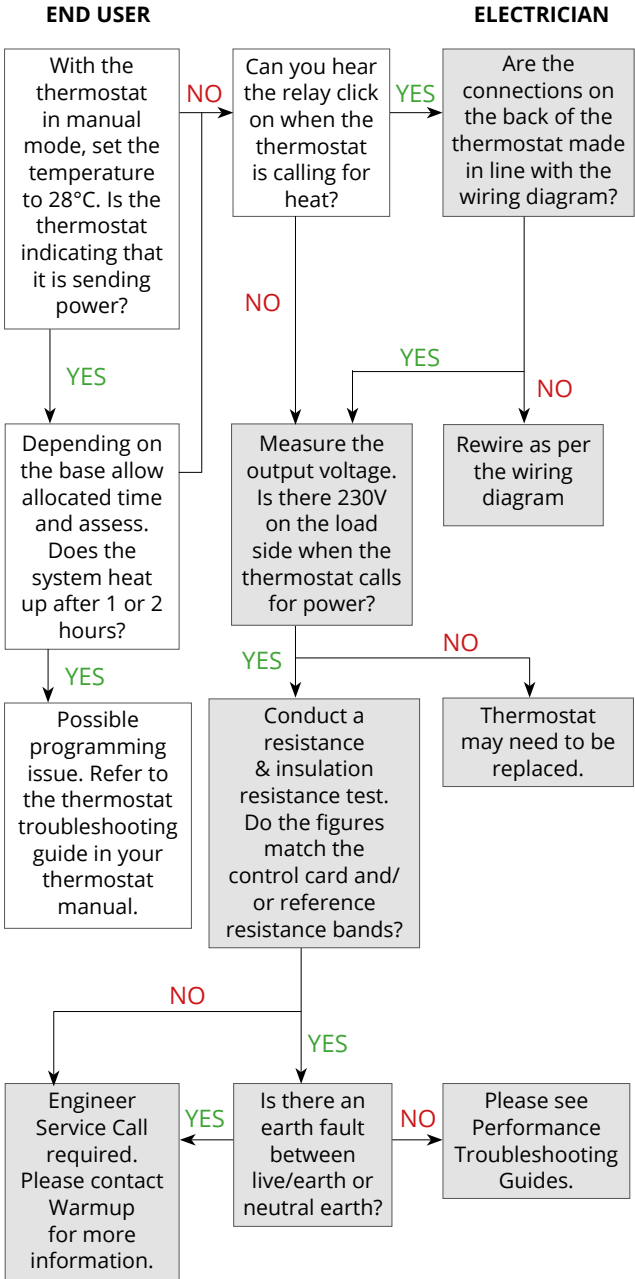 END USER
ELECTRICIAN
With the
thermostat
in manual
mode, set the
temperature
to 28°C. Is the
thermostat
indicating that
it is sending
power?
NO
Can you hear
the relay click
on when the
thermostat
is calling for
heat?
YES
Are the
connections on
the back of the
thermostat made
in line with the
wiring diagram?
YES
NO
YES
NO
Depending on
the base allow
allocated time
and assess.
Does the
system heat
up after 1 or 2
hours?
Measure the
output voltage.
Is there 230V
on the load
side when the
thermostat calls
for power?
Rewire as per
the wiring
diagram
YES
YES
NO
Possible
programming
issue. Refer to
the thermostat
troubleshooting
guide in your
thermostat
manual.
Conduct a
resistance
& insulation
resistance test.
Do the figures
match the
control card and/
or reference
resistance bands?
Thermostat
may need to be
replaced.
NO
YES
Engineer
Service Call
required.
Please contact
Warmup
for more
information.
YES
Is there an
earth fault
between
live/earth or
neutral earth?
NO
Please see
Performance
Troubleshooting
Guides.